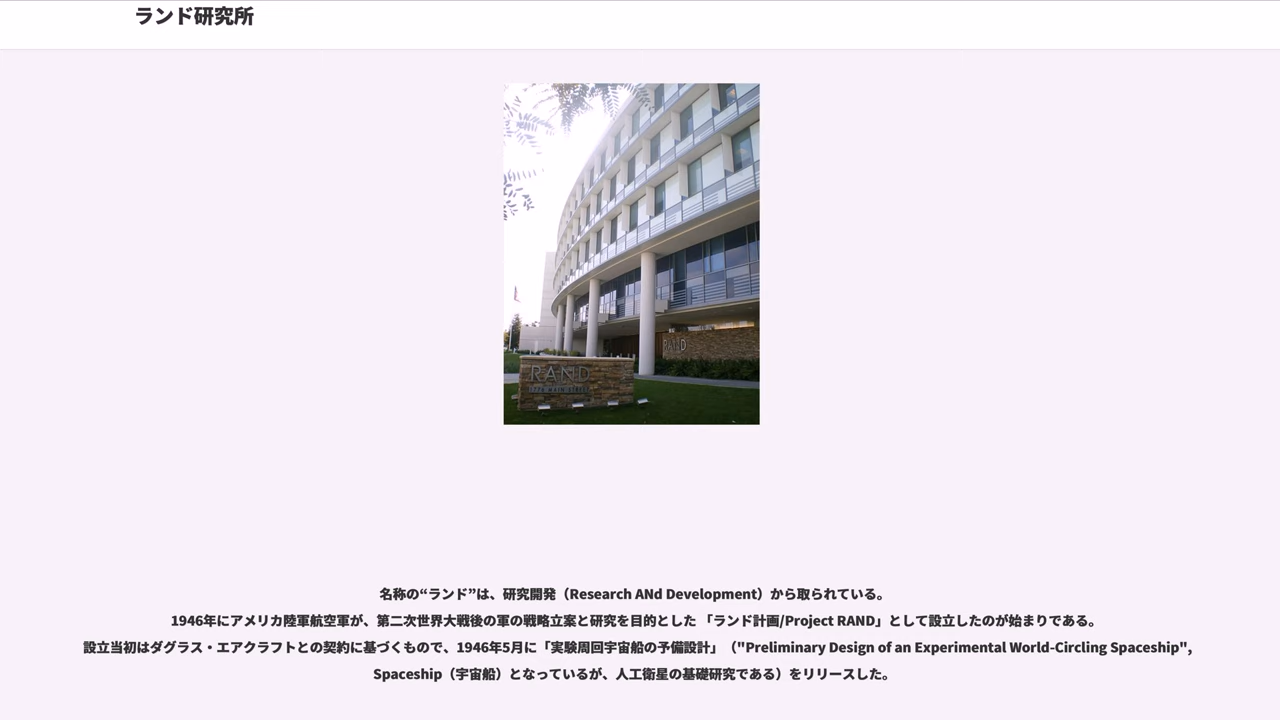 ランド研究所
RAND
RAND
1776 MAIN STREET
名称の“ランド”は、研究開発（Research ANd Development）から取られている。
1946年にアメリカ陸軍航空軍が、第二次世界大戦後の軍の戦略立案と研究を目的とした 「ランド計画/Project RAND」として設立したのが始まりである。
設立当初はダグラス・エアクラフトとの契約に基づくもので、1946年5月に「実験周回宇宙船の予備設計」（"Preliminary Design of an Experimental World-Circling Spaceship",
Spaceship（宇宙船）となっているが、人工衛星の基礎研究である）をリリースした。